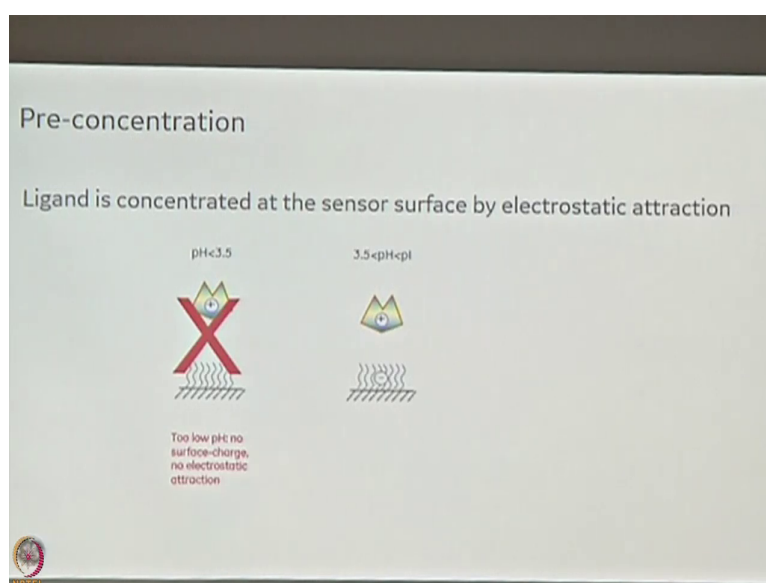 Pre-concentration
Ligand is concentrated at the sensor surface by electrostatic attraction
pH<3.5
3.5<pH<pI
+
+
Too low pH: no
surface-charge,
no electrostatic
attraction